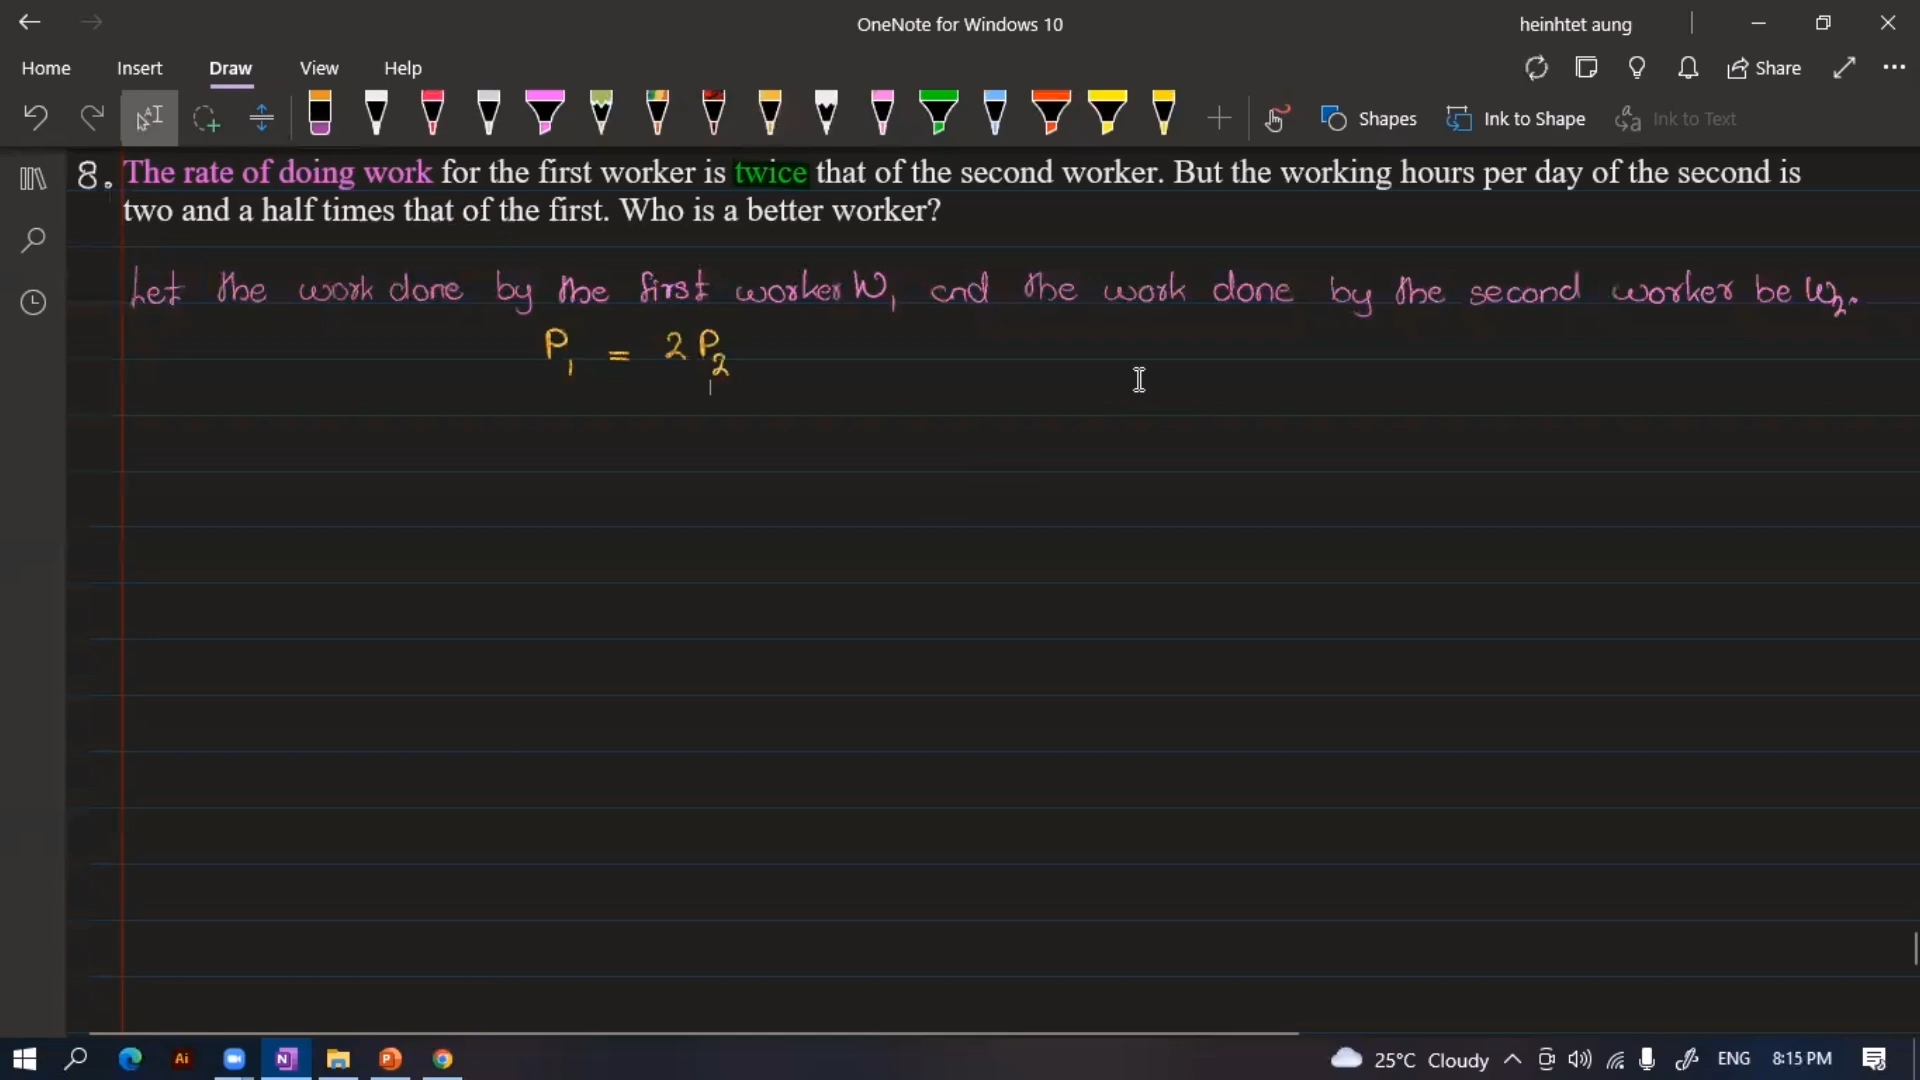 OneNote for Windows 10
heinhtet aung
Home Insert Draw View Help
Share
Shapes
Ink to Shape
Ink to Text
8. The rate of doing work for the first worker is twice that of the second worker. But the working hours per day of the second is
two and a half times that of the first. Who is a better worker?
Let the work done by the first worker W₁ and the work done by the second worker be W₂.
P₁ = 2P₂
Ai
N
P
25°C Cloudy
ENG
8:15 PM